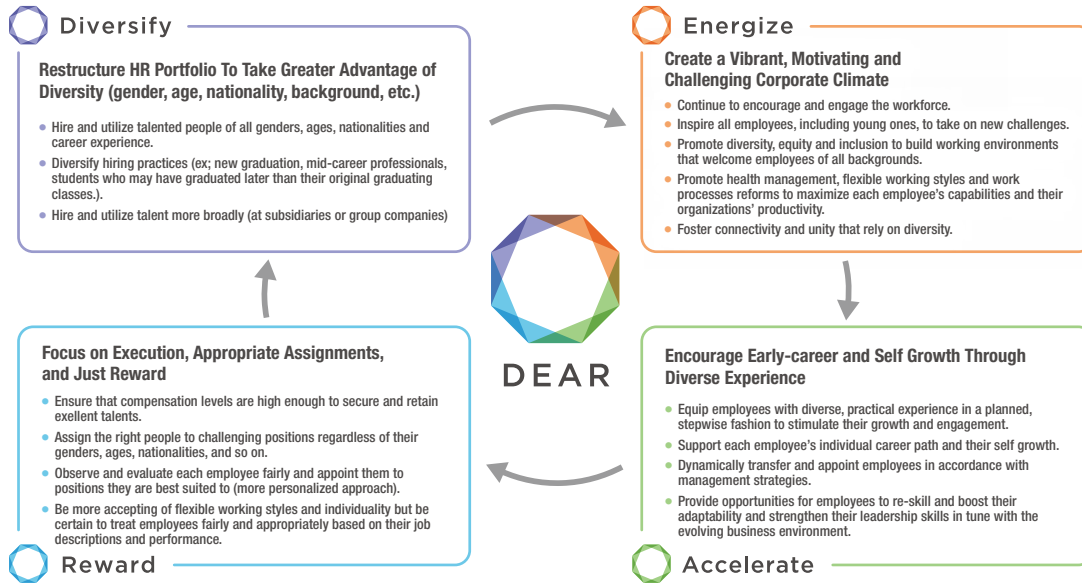 Diversify
Restructure HR Portfolio To Take Greater Advantage of
Diversity (gender, age, nationality, background, etc.)
• Hire and utilize talented people of all genders, ages, nationalities and
career experience.
• Diversify hiring practices (ex; new graduation, mid-career professionals,
students who may have graduated later than their original graduating
classes.).
• Hire and utilize talent more broadly (at subsidiaries or group companies)
Energize
Create a Vibrant, Motivating and
Challenging Corporate Climate
• Continue to encourage and engage the workforce.
• Inspire all employees, including young ones, to take on new challenges.
• Promote diversity, equity and inclusion to build working environments
that welcome employees of all backgrounds.
• Promote health management, flexible working styles and work
processes reforms to maximize each employee's capabilities and their
organizations' productivity.
• Foster connectivity and unity that rely on diversity.
DEAR
Focus on Execution, Appropriate Assignments,
and Just Reward
• Ensure that compensation levels are high enough to secure and retain
exellent talents.
• Assign the right people to challenging positions regardless of their
genders, ages, nationalities, and so on.
• Observe and evaluate each employee fairly and appoint them to
positions they are best suited to (more personalized approach).
• Be more accepting of flexible working styles and individuality but be
certain to treat employees fairly and appropriately based on their job
descriptions and performance.
Reward
Encourage Early-career and Self Growth Through
Diverse Experience
• Equip employees with diverse, practical experience in a planned,
stepwise fashion to stimulate their growth and engagement.
• Support each employee's individual career path and their self growth.
• Dynamically transfer and appoint employees in accordance with
management strategies.
• Provide opportunities for employees to re-skill and boost their
adaptability and strengthen their leadership skills in tune with the
evolving business environment.
Accelerate